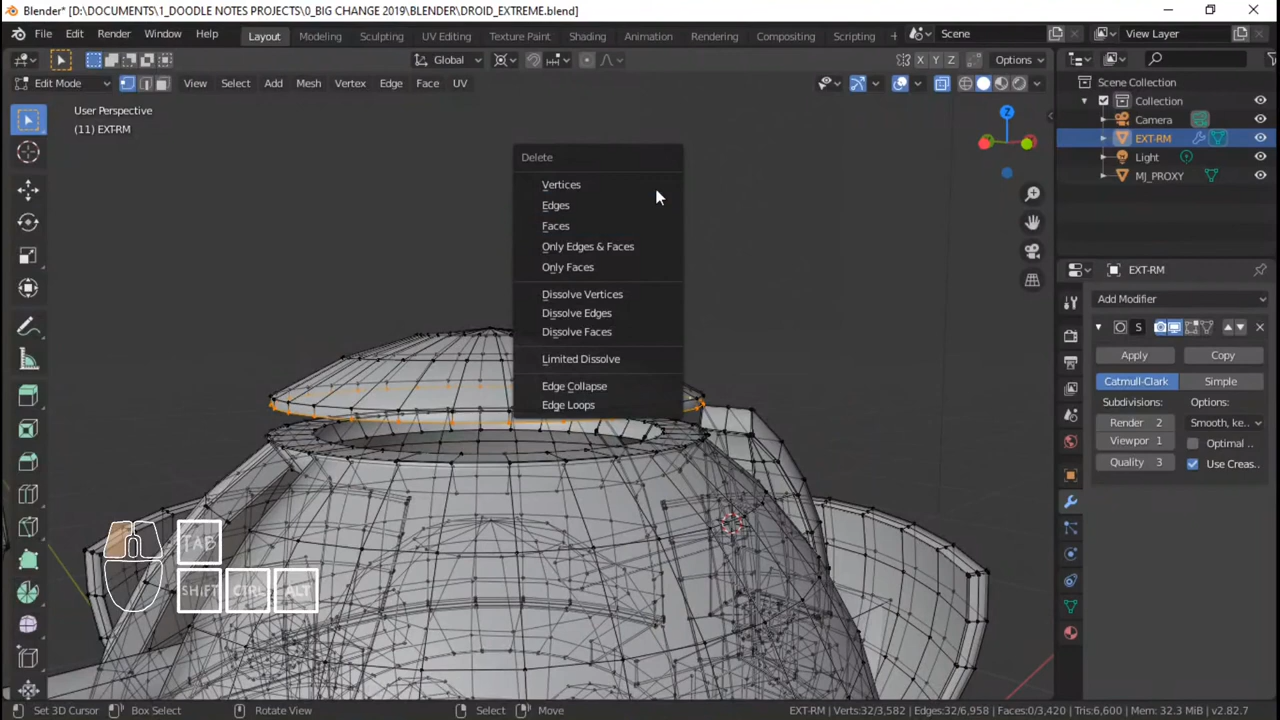 Blender* [D:\DOCUMENTS\1_DOODLE NOTES PROJECTS\0_BIG CHANGE 2019\BLENDER\DROID_EXTREME.blend]
File Edit Render Window Help Layout Modeling Sculpting UV Editing Texture Paint Shading Animation Rendering Compositing Scripting + Scene View Layer
Global X Y Z Options
Edit Mode View Select Add Mesh Vertex Edge Face UV
User Perspective
(11) EXT-RM
Z
Delete
Vertices
Edges
Faces
Only Edges & Faces
Only Faces
Dissolve Vertices
Dissolve Edges
Dissolve Faces
Limited Dissolve
Edge Collapse
Edge Loops
TAB
SHIFT CTRL ALT
Scene Collection
Collection
Camera
EXT-RM
Light
MJ_PROXY
EXT-RM
Add Modifier
S
Apply Copy
Catmull-Clark Simple
Subdivisions: Options:
Render 2 Smooth, ke..
Viewpor 1 Optimal ..
Quality 3 Use Creas..
Set 3D Cursor Box Select Rotate View Select Move EXT-RM | Verts:32/3,582 | Edges:32/6,958 | Faces:0/3,420 | Tris:6,600 | Mem: 32.3 MiB | v2.82.7